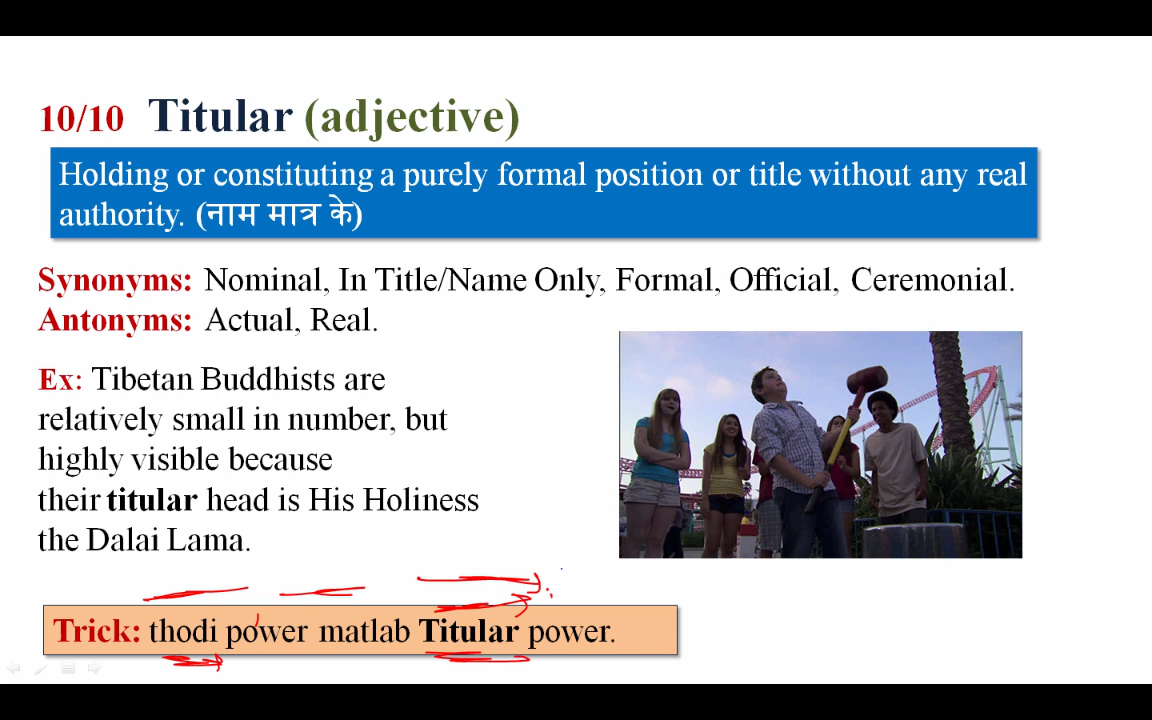 10/10 Titular (adjective)
Holding or constituting a purely formal position or title without any real
authority. (नाम मात्र के)
Synonyms: Nominal, In Title/Name Only, Formal, Official, Ceremonial.
Antonyms: Actual, Real.
Ex: Tibetan Buddhists are
relatively small in number, but
highly visible because
their titular head is His Holiness
the Dalai Lama.
Trick: thodi power matlab Titular power.